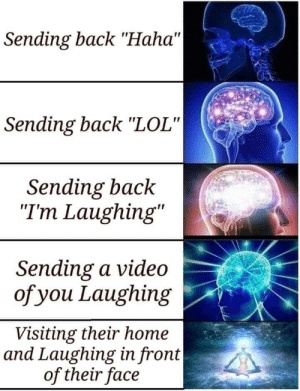 Sending back "Haha"
Sending back "LOL"
Sending back
"I'm Laughing"
Sending a video
of you Laughing
Visiting their home
and Laughing in front
of their face